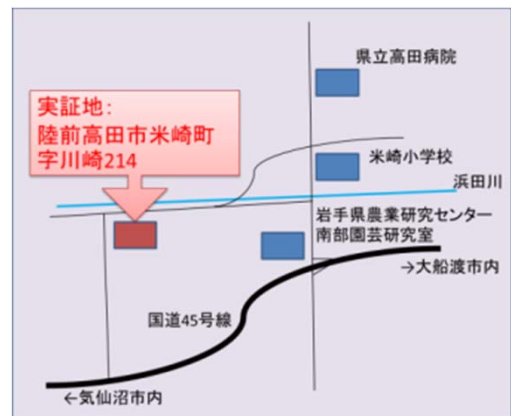 県立高田病院
実証地：
陸前高田市米崎町
字川崎214
米崎小学校
浜田川
岩手県農業研究センター
南部園芸研究室
→大船渡市内
国道45号線
←気仙沼市内